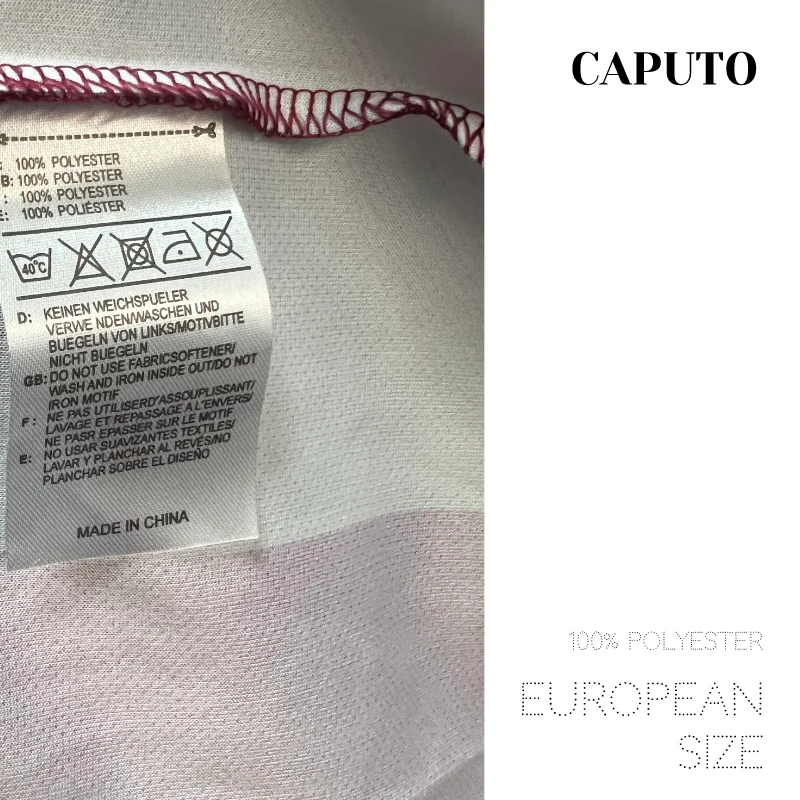 CAPUTO
: 100% POLYESTER
B: 100% POLYESTER
: 100% POLYESTER
E: 100% POLIÉSTER
40°C
D: KEINEN WEICHSPUELER
VERWE NDEN/WASCHEN UND
BUEGELN VON LINKS/MOTIVBITTE
NICHT BUEGELN
GB: DO NOT USE FABRICSOFTENER/
WASH AND IRON INSIDE OUT/DO NOT
IRON MOTIF
F: NE PAS UTILISERD'ASSOUPLISSANT/
LAVAGE ET REPASSAGE A L'ENVERS/
NE PASR EPASSER SUR LE MOTIF
E: NO USAR SUAVIZANTES TEXTILES/
LAVAR Y PLANCHAR AL REVÉS/NO
PLANCHAR SOBRE EL DISEÑO
MADE IN CHINA
100% POLYESTER
EUROPEAN
SIZE